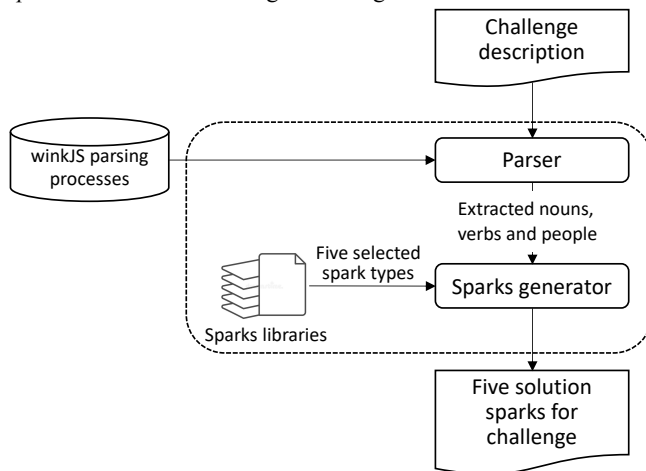 Challenge
description
winkJS parsing
processes
Parser
Extracted nouns,
verbs and people
Five selected
spark types
Sparks generator
Sparks libraries
Five solution
sparks for
challenge